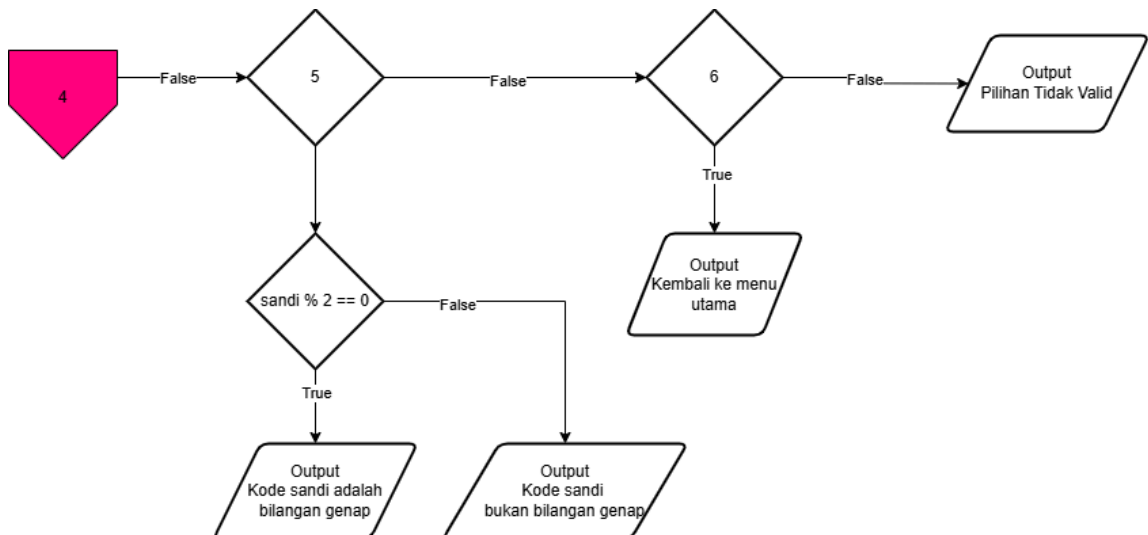 4
False
5
False
6
False
Output
Pilihan Tidak Valid
True
Output
Kembali ke menu
utama
sandi % 2 == 0
False
True
Output
Kode sandi adalah
bilangan genap
Output
Kode sandi
bukan bilangan genap